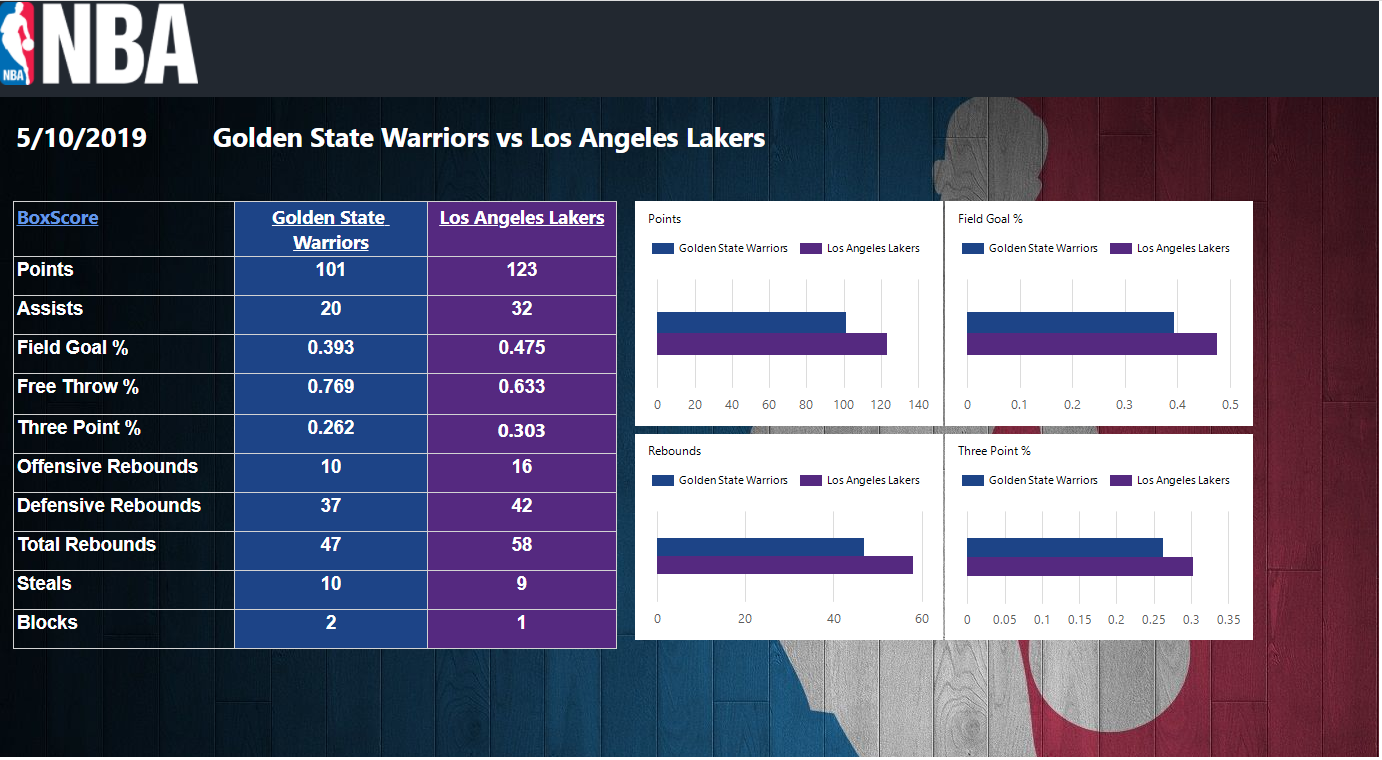 NBA
NBA
5/10/2019 Golden State Warriors vs Los Angeles Lakers
BoxScore Golden State Warriors Los Angeles Lakers
Points 101 123
Assists 20 32
Field Goal % 0.393 0.475
Free Throw % 0.769 0.633
Three Point % 0.262 0.303
Offensive Rebounds 10 16
Defensive Rebounds 37 42
Total Rebounds 47 58
Steals 10 9
Blocks 2 1
Points
Golden State Warriors Los Angeles Lakers
0 20 40 60 80 100 120 140
Field Goal %
Golden State Warriors Los Angeles Lakers
0 0.1 0.2 0.3 0.4 0.5
Rebounds
Golden State Warriors Los Angeles Lakers
0 20 40 60
Three Point %
Golden State Warriors Los Angeles Lakers
0 0.05 0.1 0.15 0.2 0.25 0.3 0.35